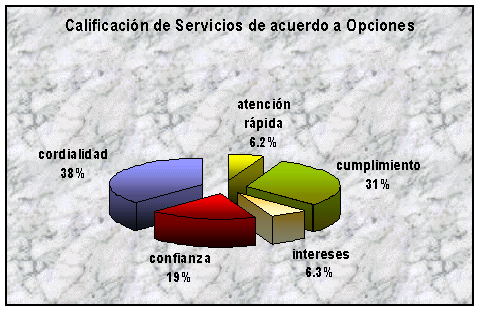 Calificación de Servicios de acuerdo a Opciones
atención
rápida
6.2%
cordialidad
38%
cumplimiento
31%
confianza
19%
intereses
6.3%